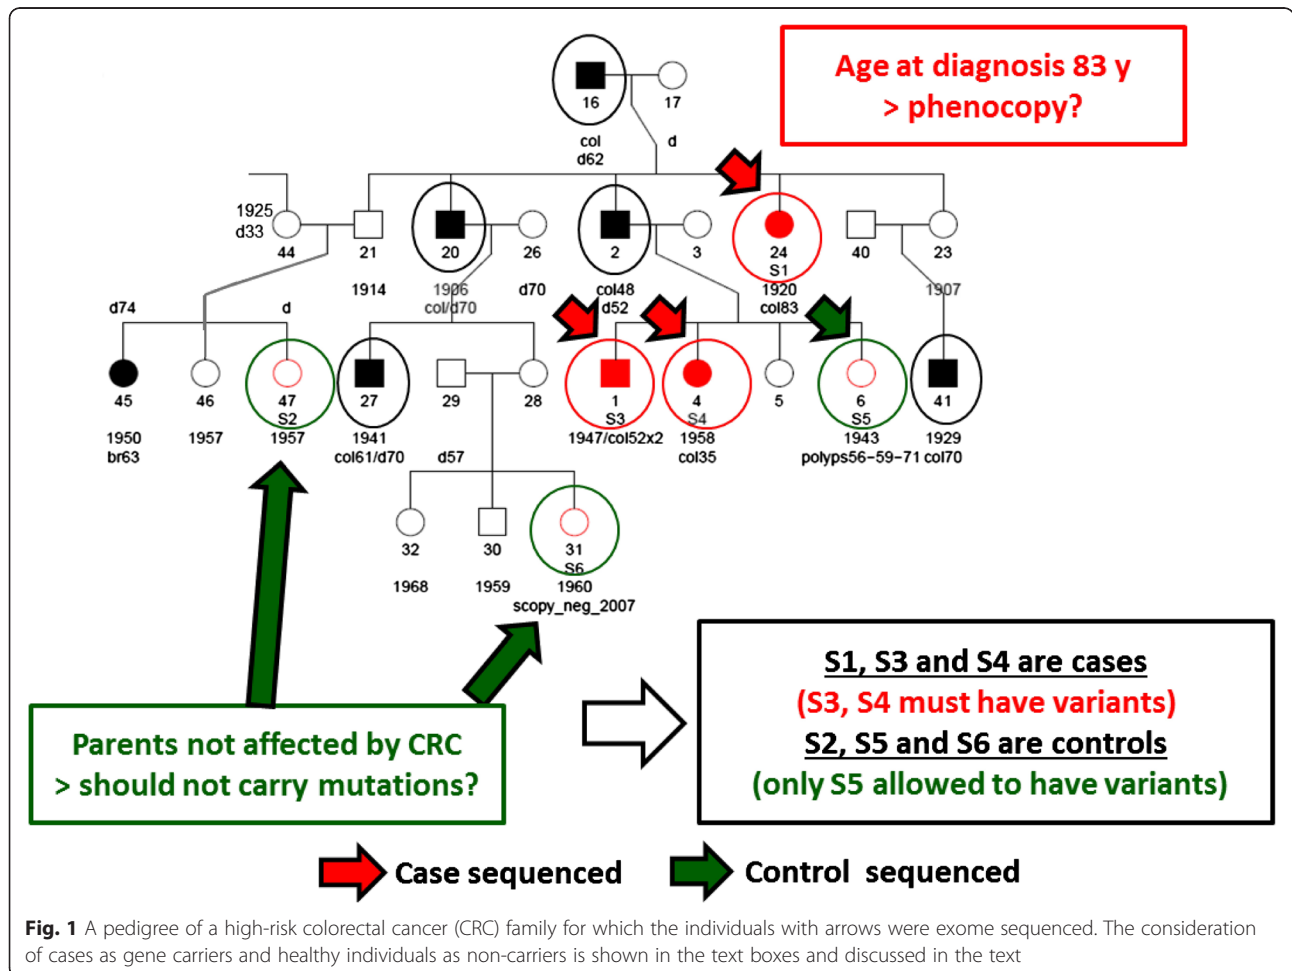 Age at diagnosis 83 y
> phenocopy?
16
17
col
d62
d
1925
d33
44
21
20
26
2
3
24
S1
40
23
1914
1906
col/d70
d70
col48
d52
1920
col83
1907
d74
d
45
46
47
S2
27
29
28
1
S3
4
S4
5
6
S5
41
1950
br63
1957
1957
1941
col61/d70
d57
1947/col52x2
1958
col35
1943
polyps56-59-71
1929
col70
32
30
31
S6
1968
1959
1960
scopy_neg_2007
Parents not affected by CRC
> should not carry mutations?
S1, S3 and S4 are cases
(S3, S4 must have variants)
S2, S5 and S6 are controls
(only S5 allowed to have variants)
Case sequenced
Control sequenced
Fig. 1 A pedigree of a high-risk colorectal cancer (CRC) family for which the individuals with arrows were exome sequenced. The consideration
of cases as gene carriers and healthy individuals as non-carriers is shown in the text boxes and discussed in the text